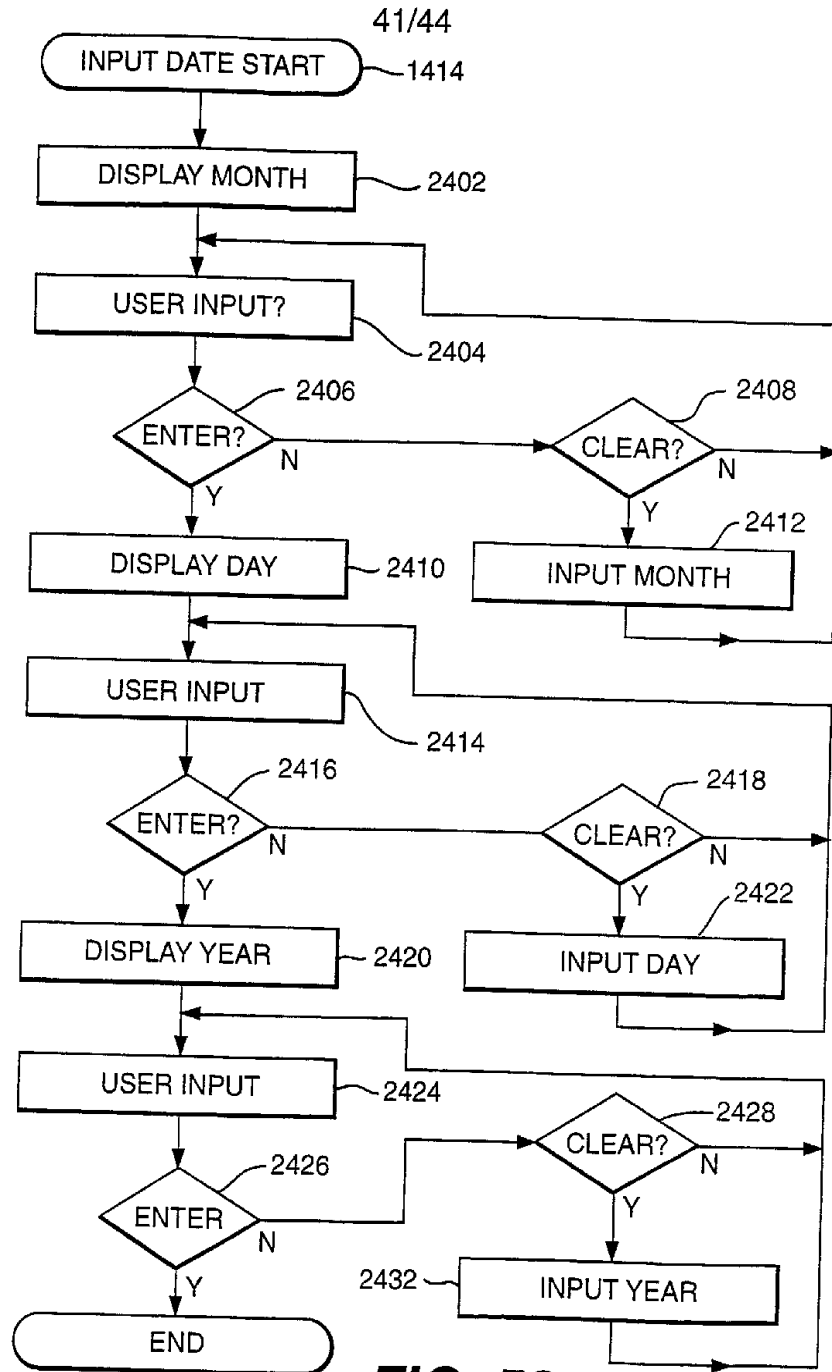 41/44
INPUT DATE START
1414
DISPLAY MONTH
2402
USER INPUT?
2404
2406
ENTER?
N
Y
2408
CLEAR?
N
Y
2412
INPUT MONTH
DISPLAY DAY
2410
USER INPUT
2414
2416
ENTER?
N
Y
2418
CLEAR?
N
Y
2422
INPUT DAY
DISPLAY YEAR
2420
USER INPUT
2424
2426
ENTER
N
Y
2428
CLEAR?
N
Y
2432
INPUT YEAR
END
FIG.